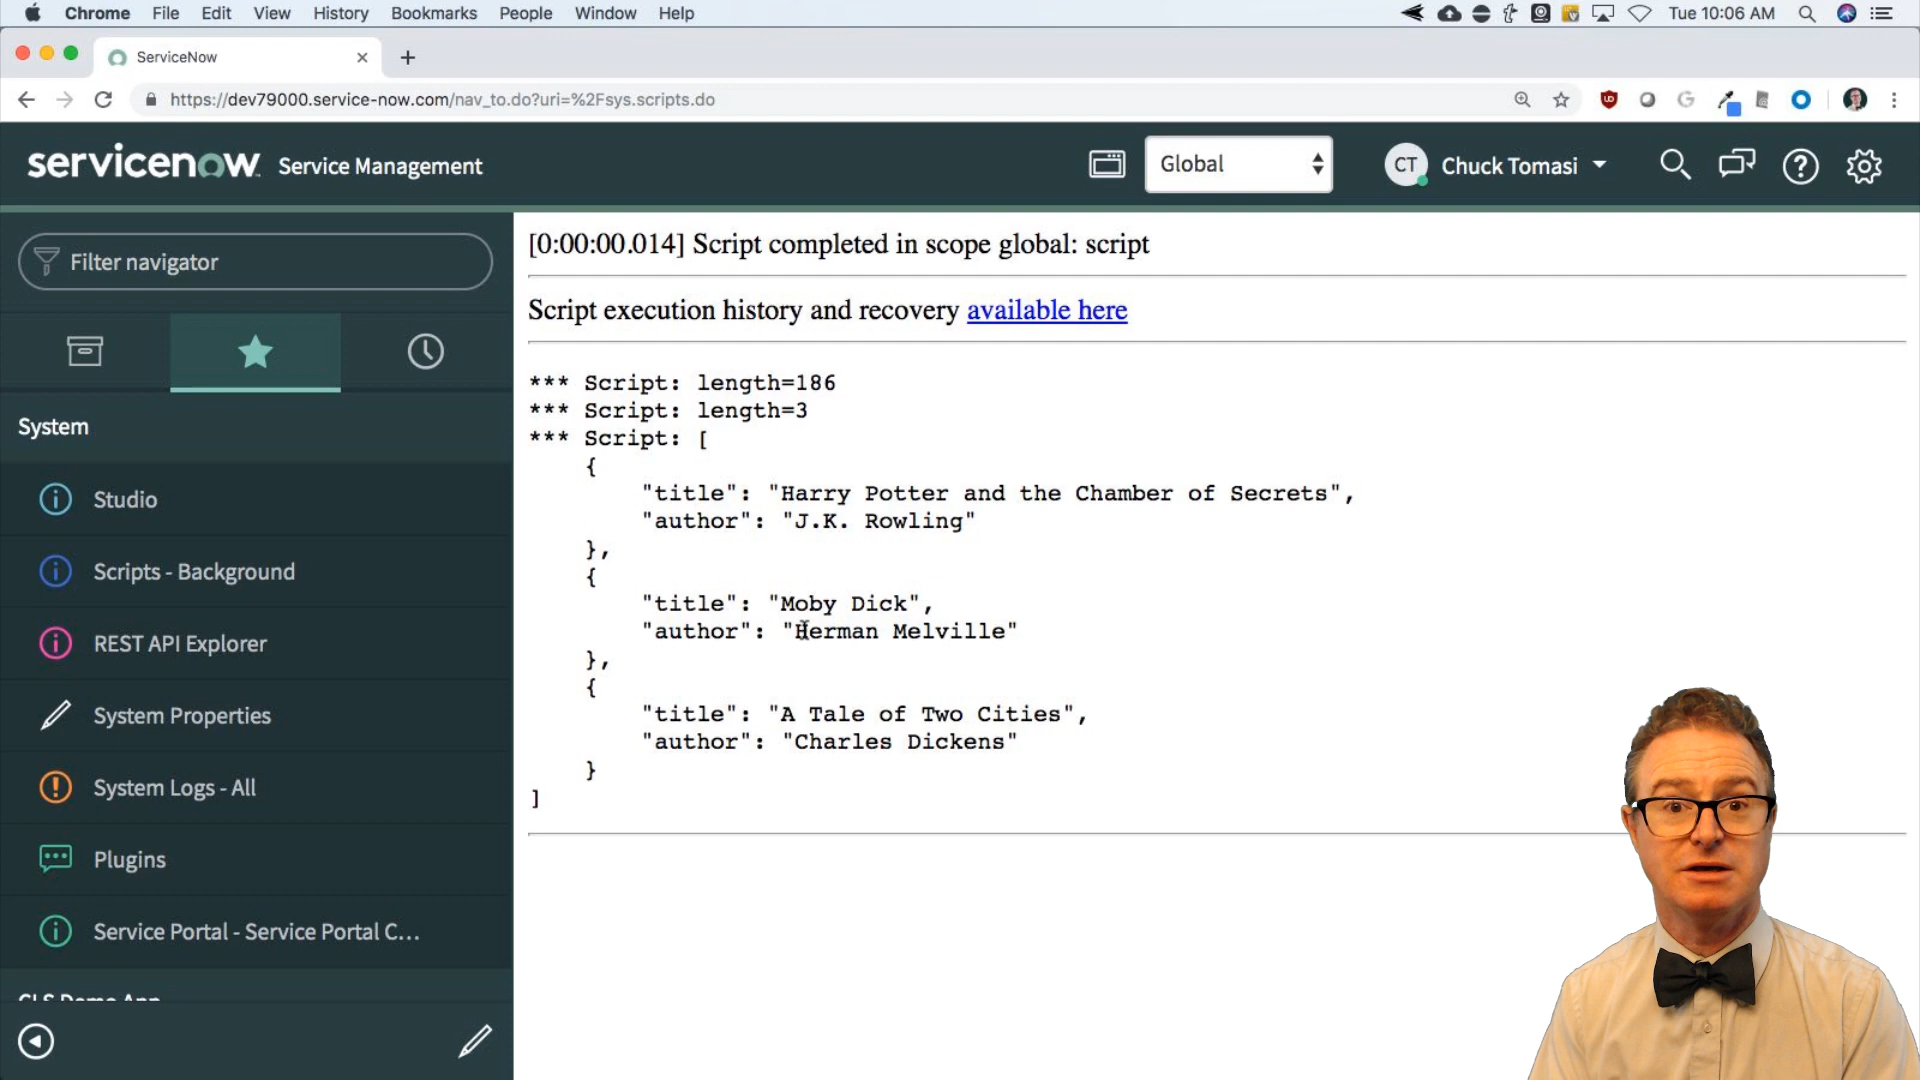 Chrome File Edit View History Bookmarks People Window Help Tue 10:06 AM
ServiceNow
https://dev79000.service-now.com/nav_to.do?uri=%2Fsys.scripts.do
servicenow Service Management Global CT Chuck Tomasi
Filter navigator
System
Studio
Scripts - Background
REST API Explorer
System Properties
System Logs - All
Plugins
Service Portal - Service Portal C...
[0:00:00.014] Script completed in scope global: script
Script execution history and recovery available here
*** Script: length=186
*** Script: length=3
*** Script: [
{
"title": "Harry Potter and the Chamber of Secrets",
"author": "J.K. Rowling"
},
{
"title": "Moby Dick",
"author": "Herman Melville"
},
{
"title": "A Tale of Two Cities",
"author": "Charles Dickens"
}
]